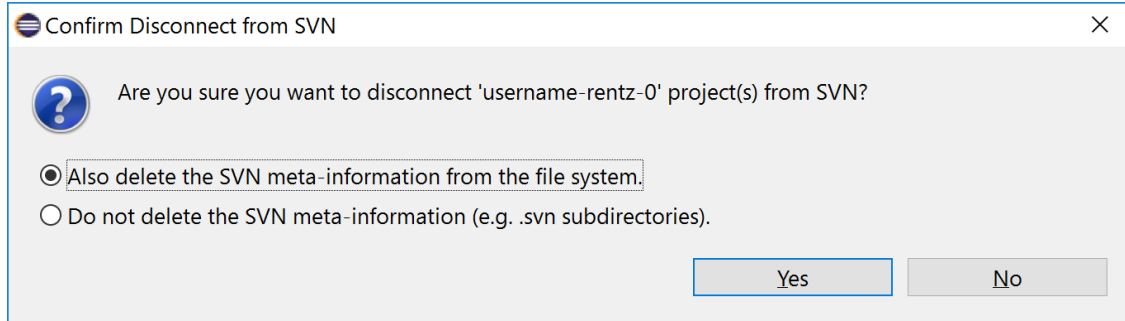 Confirm Disconnect from SVN
Are you sure you want to disconnect 'username-rentz-0' project(s) from SVN?
Also delete the SVN meta-information from the file system.
Do not delete the SVN meta-information (e.g. .svn subdirectories).
Yes
No